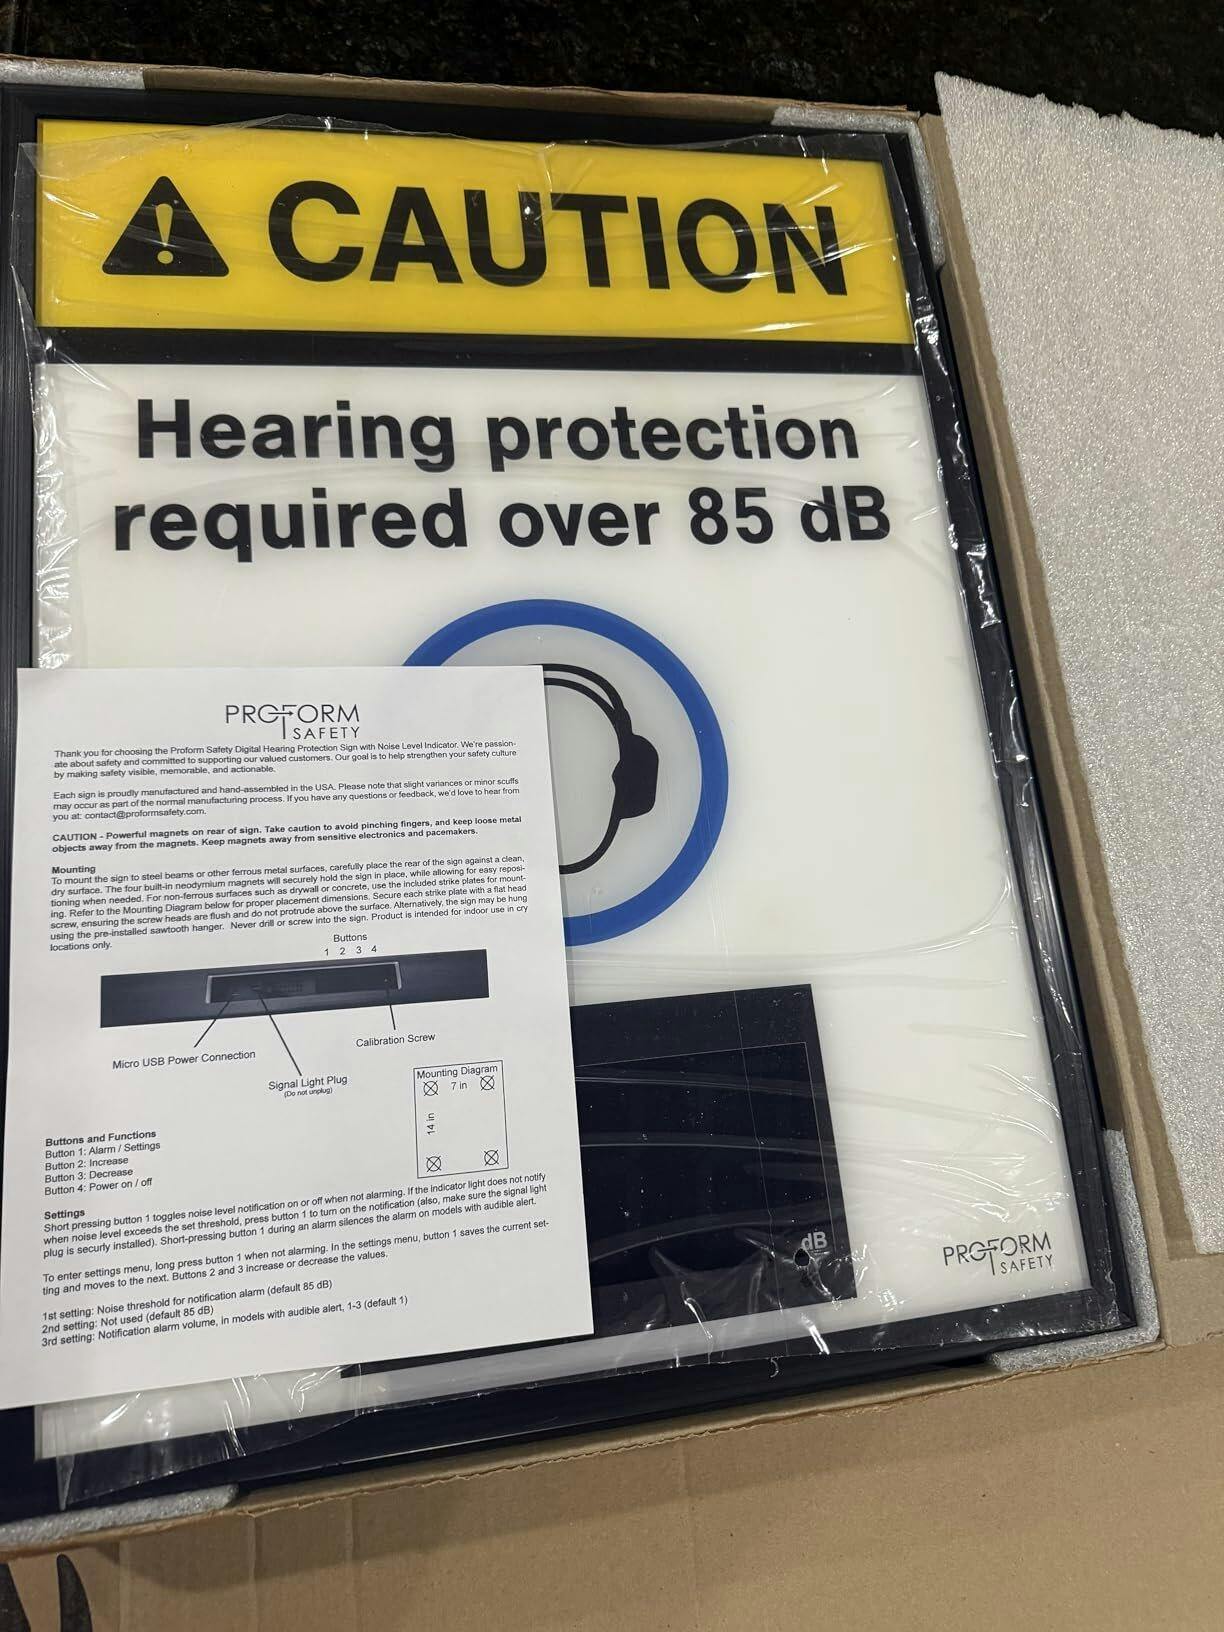 CAUTION
Hearing protection
required over 85 dB
PROFORM
SAFETY
Thank you for choosing the Proform Safety Digital Hearing Protection Sign with Noise Level Indicator. We're passion-
ate about safety and committed to supporting our valued customers. Our goal is to help strengthen your safety culture
by making safety visible, memorable, and actionable.
Each sign is proudly manufactured and hand-assembled in the USA. Please note that slight variances or minor scuffs
may occur as part of the normal manufacturing process. If you have any questions or feedback, we'd love to hear from
you at: contact@proformsafety.com.
CAUTION - Powerful magnets on rear of sign. Take caution to avoid pinching fingers, and keep loose metal
objects away from the magnets. Keep magnets away from sensitive electronics and pacemakers.
Mounting
To mount the sign to steel beams or other ferrous metal surfaces, carefully place the rear of the sign against a clean,
dry surface. The four built-in neodymium magnets will securely hold the sign in place, while allowing for easy reposi-
tioning when needed. For non-ferrous surfaces such as drywall or concrete, use the included strike plates for mount-
ing. Refer to the Mounting Diagram below for proper placement dimensions. Secure each strike plate with a flat head
screw, ensuring the screw heads are flush and do not protrude above the surface. Alternatively, the sign may be hung
using the pre-installed sawtooth hanger. Never drill or screw into the sign. Product is intended for indoor use in cry
locations only.
Buttons
1 2 3 4
Micro USB Power Connection
Calibration Screw
Signal Light Plug
(Do not unplug)
Mounting Diagram
7 in
14 in
Buttons and Functions
Button 1: Alarm / Settings
Button 2: Increase
Button 3: Decrease
Button 4: Power on / off
Settings
Short pressing button 1 toggles noise level notification on or off when not alarming. If the indicator light does not notify
when noise level exceeds the set threshold, press button 1 to turn on the notification (also, make sure the signal light
plug is securly installed). Short-pressing button 1 during an alarm silences the alarm on models with audible alert.
To enter settings menu, long press button 1 when not alarming. In the settings menu, button 1 saves the current set-
ting and moves to the next. Buttons 2 and 3 increase or decrease the values.
1st setting: Noise threshold for notification alarm (default 85 dB)
2nd setting: Not used (default 85 dB)
3rd setting: Notification alarm volume, in models with audible alert, 1-3 (default 1)
dB
PROFORM
SAFETY